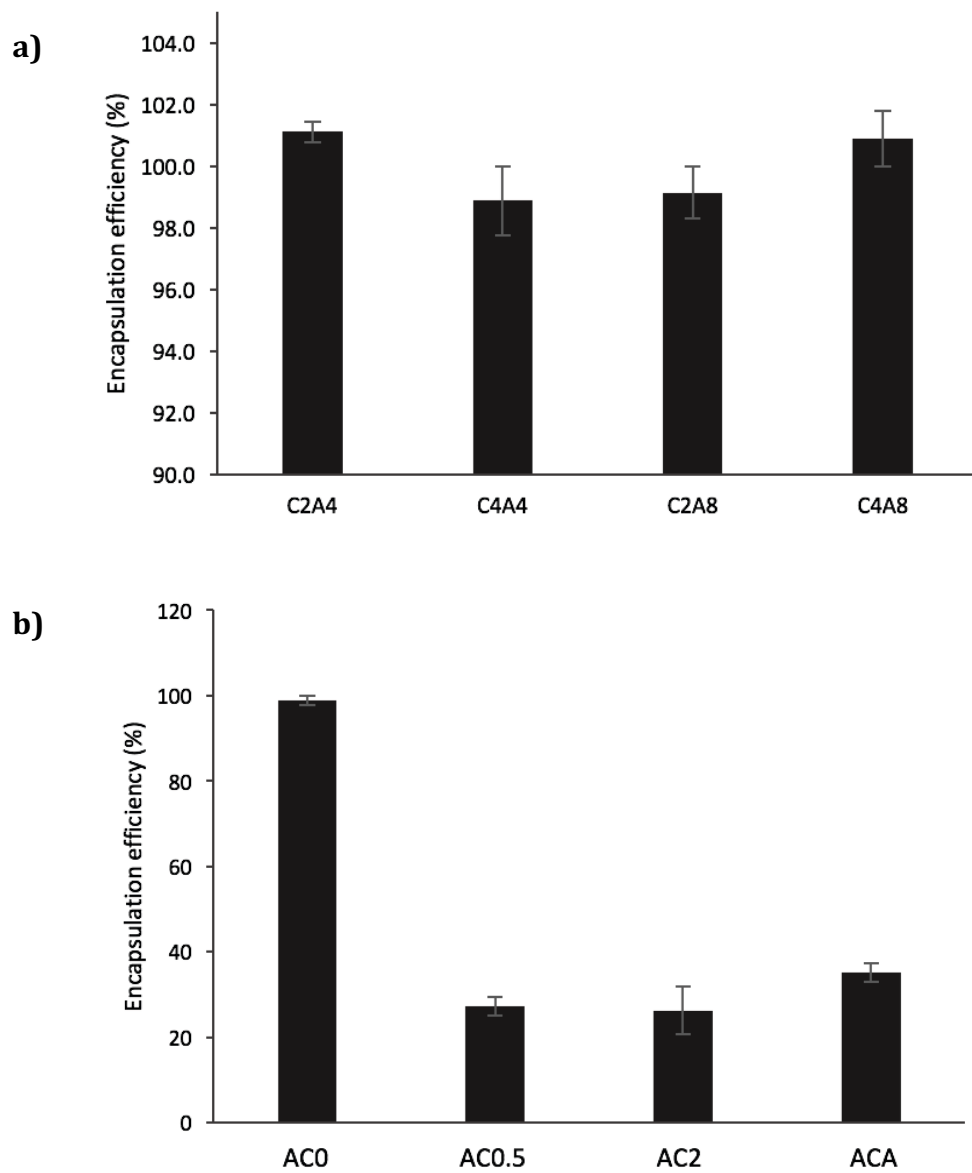 a)
Encapsulation efficiency (%)
104.0
102.0
100.0
98.0
96.0
94.0
92.0
90.0
C2A4 C4A4 C2A8 C4A8
b)
Encapsulation efficiency (%)
120
100
80
60
40
20
0
AC0 AC0.5 AC2 ACA